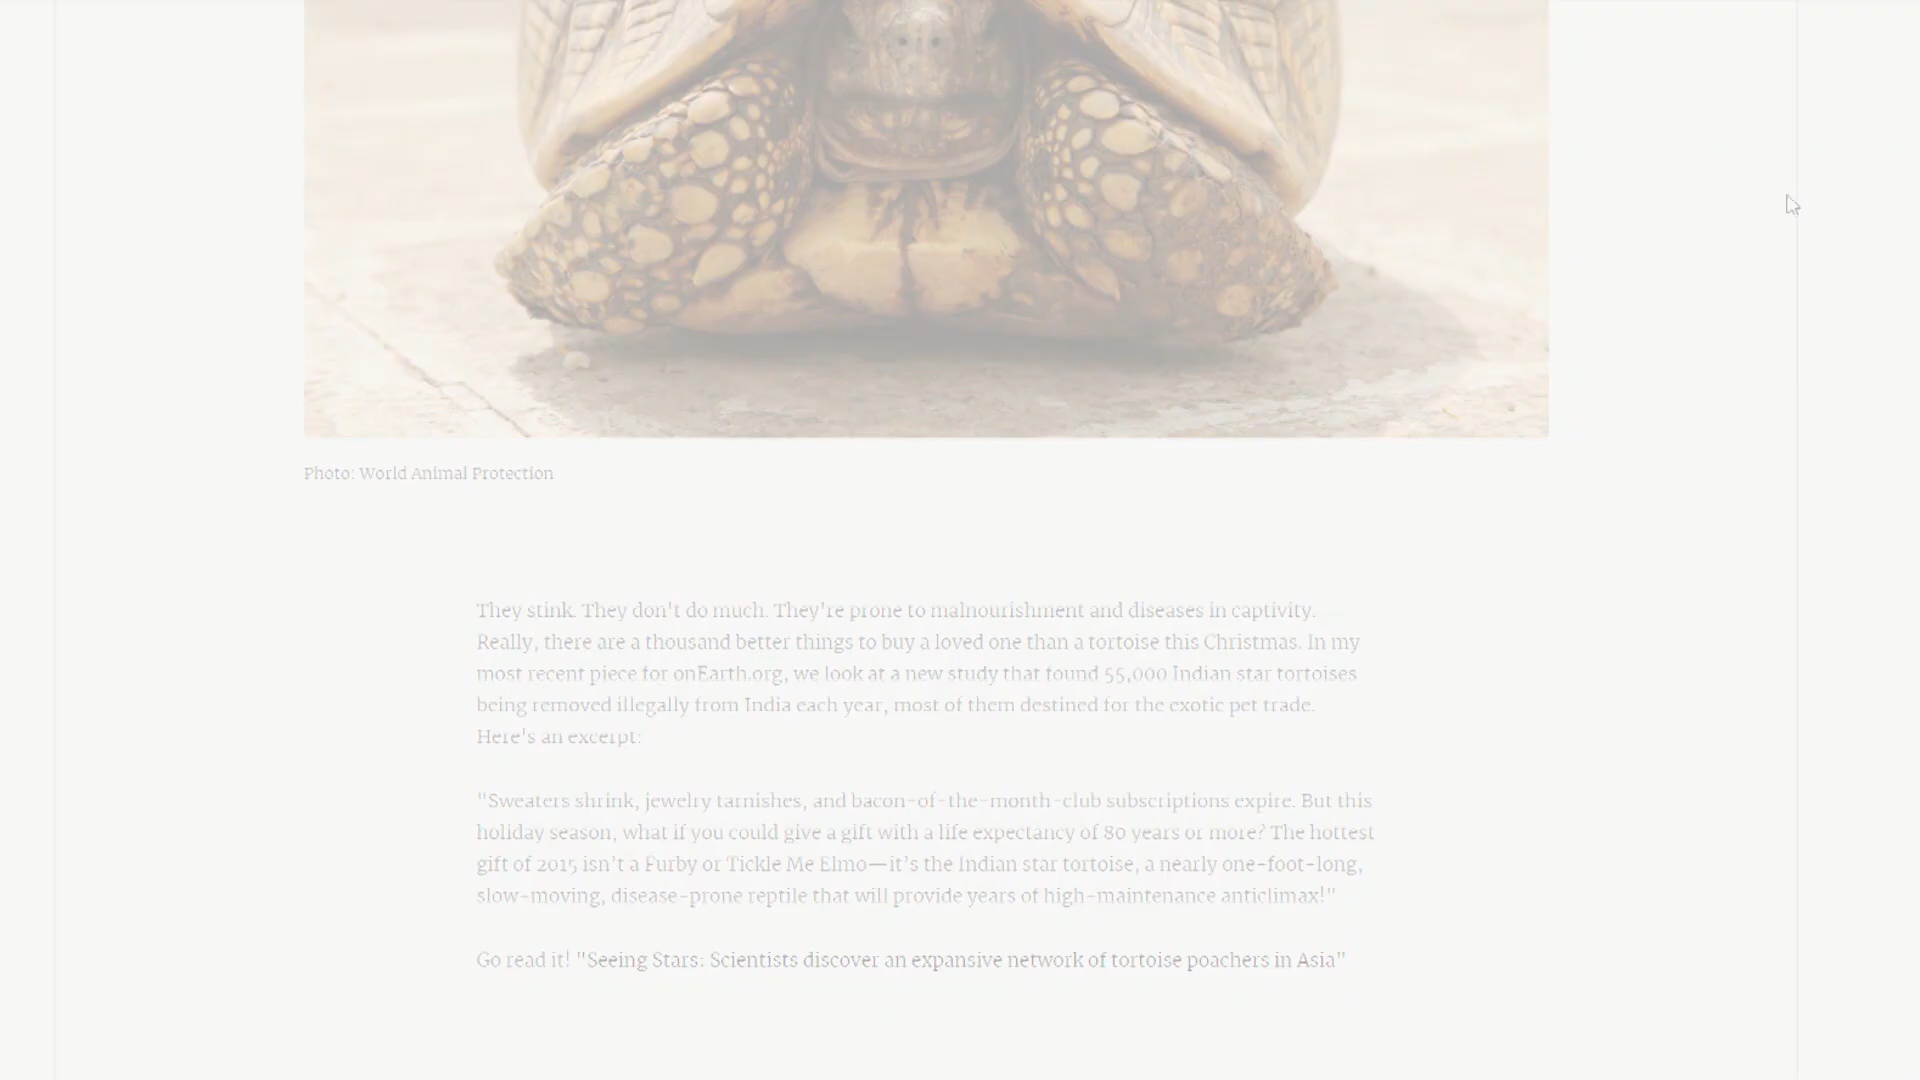 Photo: World Animal Protection
They stink. They don't do much. They're prone to malnourishment and diseases in captivity.
Really, there are a thousand better things to buy a loved one than a tortoise this Christmas. In my
most recent piece for onEarth.org, we look at a new study that found 55,000 Indian star tortoises
being removed illegally from India each year, most of them destined for the exotic pet trade.
Here's an excerpt:
"Sweaters shrink, jewelry tarnishes, and bacon-of-the-month-club subscriptions expire. But this
holiday season, what if you could give a gift with a life expectancy of 80 years or more? The hottest
gift of 2015 isn’t a Furby or Tickle Me Elmo—it’s the Indian star tortoise, a nearly one-foot-long,
slow-moving, disease-prone reptile that will provide years of high-maintenance anticlimax!"
Go read it! "Seeing Stars: Scientists discover an expansive network of tortoise poachers in Asia"